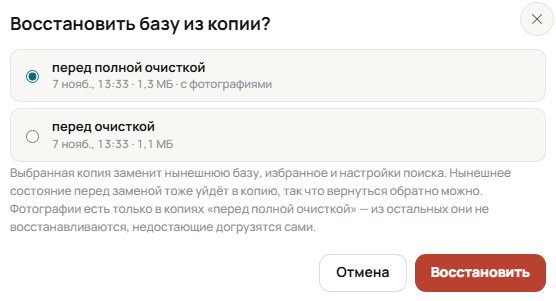 Восстановить базу из копии?
перед полной очисткой
7 нояб., 13:33 · 1,3 МБ · с фотографиями
перед очисткой
7 нояб., 13:33 · 1,1 МБ
Выбранная копия заменит нынешнюю базу, избранное и настройки поиска. Нынешнее
состояние перед заменой тоже уйдёт в копию, так что вернуться обратно можно.
Фотографии есть только в копиях «перед полной очисткой» — из остальных они не
восстанавливаются, недостающие догрузятся сами.
Отмена
Восстановить